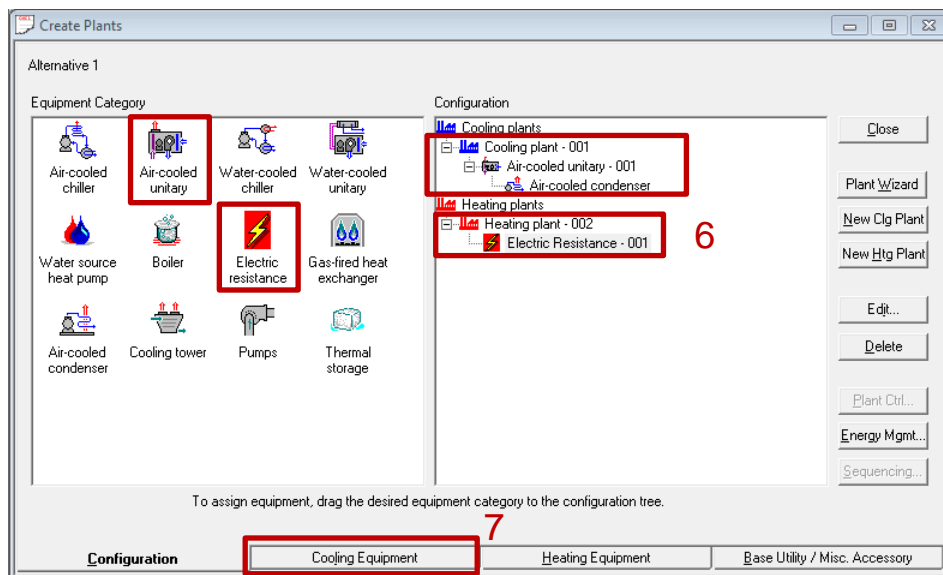 Create Plants
Alternative 1
Equipment Category
Configuration
Air-cooled
chiller
Air-cooled
unitary
Water-cooled
chiller
Water-cooled
unitary
Water source
heat pump
Boiler
Electric
resistance
Gas-fired heat
exchanger
Air-cooled
condenser
Cooling tower
Pumps
Thermal
storage
Cooling plants
Cooling plant - 001
Air-cooled unitary - 001
Air-cooled condenser
Heating plants
Heating plant - 002
Electric Resistance - 001
6
Close
Plant Wizard
New Clg Plant
New Htg Plant
Edit...
Delete
Plant Ctrl...
Energy Mgmt...
Sequencing...
To assign equipment, drag the desired equipment category to the configuration tree.
7
Configuration
Cooling Equipment
Heating Equipment
Base Utility / Misc. Accessory